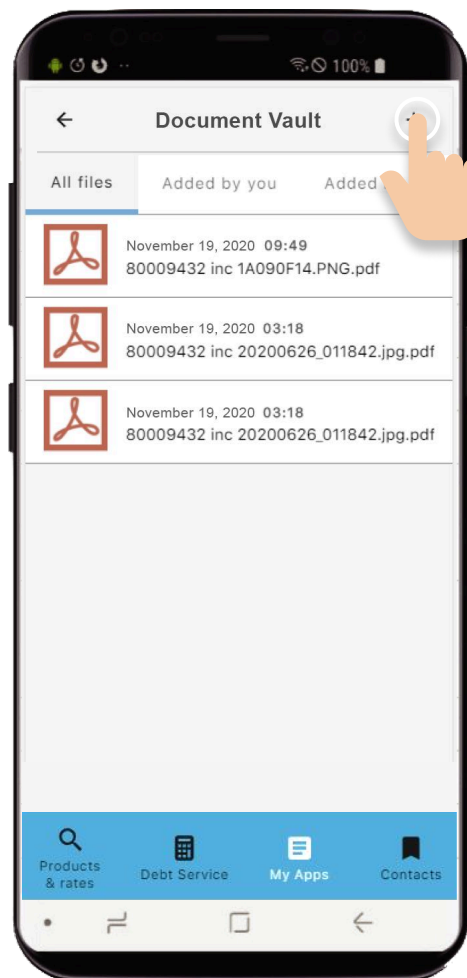 100%
Document Vault
All files Added by you Added
November 19, 2020 09:49
80009432 inc 1A090F14.PNG.pdf
November 19, 2020 03:18
80009432 inc 20200626_011842.jpg.pdf
November 19, 2020 03:18
80009432 inc 20200626_011842.jpg.pdf
Products
& rates
Debt Service
My Apps
Contacts